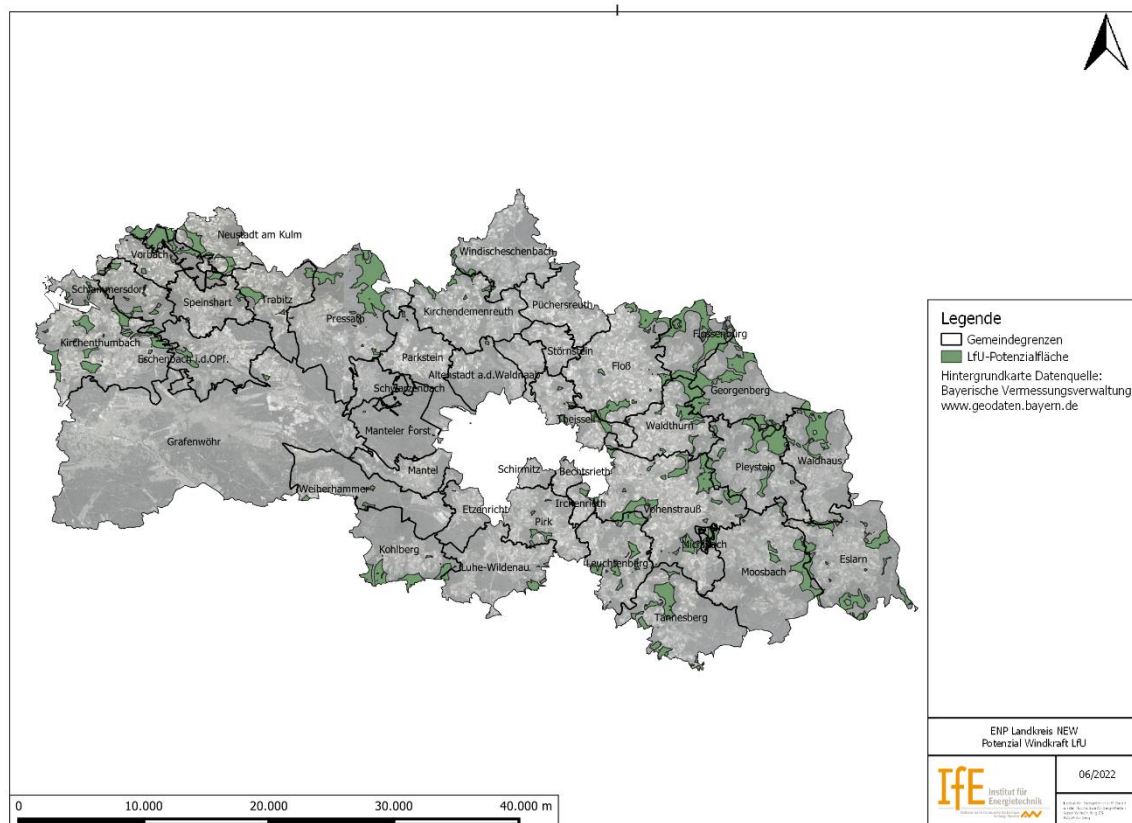 Neustadt am Kulm
Vorbach
Windischeschenbach
Schlammersdorf
Speinshart
Trabitz
Püchersreuth
Pressath
Kirchendemenreuth
Flossenbürg
Kirchenthumbach
Eschenbach i.d.OPf.
Parkstein
Störnstein
Floß
Schwarzenbach
Altenstadt a.d.Waldnaab
Georgenberg
Theisseil
Waldthurn
Manteler Forst
Grafenwöhr
Mantel
Schirmitz
Bechtsrieth
Pleystein
Waidhaus
Weiherhammer
Etzenricht
Irchenrieth
Vohenstrauß
Pirk
Kohlberg
Luhe-Wildenau
Leuchtenberg
Moosbach
Eslarn
Tännesberg
Legende
Gemeindegrenzen
LfU-Potenzialfläche
Hintergrundkarte Datenquelle:
Bayerische Vermessungsverwaltung
www.geodaten.bayern.de
ENP Landkreis NEW
Potenzial Windkraft LfU
IfE Institut für
Energietechnik
06/2022
0 10.000 20.000 30.000 40.000 m